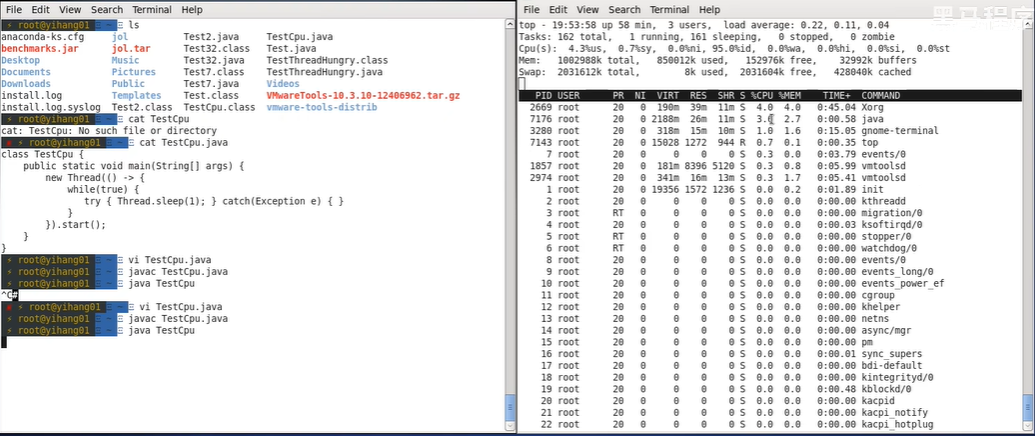 File Edit View Search Terminal Help
⚡ root@yihang01 ☰ ~ ☰ ls
anaconda-ks.cfg jol Test2.java TestCpu.java
benchmarks.jar jol.tar Test32.class Test.java
Desktop Music Test32.java TestThreadHungry.class
Documents Pictures Test7.class TestThreadHungry.java
Downloads Public Test7.java Videos
install.log Templates Test.class VMwareTools-10.3.10-12406962.tar.gz
install.log.syslog Test2.class TestCpu.class vmware-tools-distrib
⚡ root@yihang01 ☰ ~ ☰ cat TestCpu
cat: TestCpu: No such file or directory
⚡ root@yihang01 ☰ ~ ☰ cat TestCpu.java
class TestCpu {
public static void main(String[] args) {
new Thread(() -> {
while(true) {
try { Thread.sleep(1); } catch(Exception e) { }
}
}).start();
}
}
⚡ root@yihang01 ☰ ~ ☰ vi TestCpu.java
⚡ root@yihang01 ☰ ~ ☰ javac TestCpu.java
⚡ root@yihang01 ☰ ~ ☰ java TestCpu
^C#
⚡ root@yihang01 ☰ ~ ☰ vi TestCpu.java
⚡ root@yihang01 ☰ ~ ☰ javac TestCpu.java
⚡ root@yihang01 ☰ ~ ☰ java TestCpu
File Edit View Search Terminal Help
黑马程序
top - 19:53:58 up 58 min, 3 users, load average: 0.22, 0.11, 0.04
Tasks: 162 total, 1 running, 161 sleeping, 0 stopped, 0 zombie
Cpu(s): 4.3%us, 0.7%sy, 0.0%ni, 95.0%id, 0.0%wa, 0.0%hi, 0.0%si, 0.0%st
Mem: 1002988k total, 850012k used, 152976k free, 32992k buffers
Swap: 2031612k total, 8k used, 2031604k free, 428040k cached
PID USER PR NI VIRT RES SHR S %CPU %MEM TIME+ COMMAND
2669 root 20 0 190m 39m 11m S 4.0 4.0 0:45.04 Xorg
7176 root 20 0 2188m 26m 11m S 3.0 2.7 0:00.58 java
3280 root 20 0 318m 15m 10m S 1.0 1.6 0:15.05 gnome-terminal
7143 root 20 0 15028 1272 944 R 0.7 0.1 0:00.35 top
7 root 20 0 0 0 0 S 0.3 0.0 0:03.79 events/0
1857 root 20 0 181m 8396 5120 S 0.3 0.8 0:05.99 vmtoolsd
2974 root 20 0 341m 16m 13m S 0.3 1.7 0:05.41 vmtoolsd
1 root 20 0 19356 1572 1236 S 0.0 0.2 0:01.89 init
2 root 20 0 0 0 0 S 0.0 0.0 0:00.00 kthreadd
3 root RT 0 0 0 0 S 0.0 0.0 0:00.00 migration/0
4 root 20 0 0 0 0 S 0.0 0.0 0:00.03 ksoftirqd/0
5 root RT 0 0 0 0 S 0.0 0.0 0:00.00 stopper/0
6 root RT 0 0 0 0 S 0.0 0.0 0:00.00 watchdog/0
8 root 20 0 0 0 0 S 0.0 0.0 0:00.00 events/0
9 root 20 0 0 0 0 S 0.0 0.0 0:00.00 events_long/0
10 root 20 0 0 0 0 S 0.0 0.0 0:00.00 events_power_ef
11 root 20 0 0 0 0 S 0.0 0.0 0:00.00 cgroup
12 root 20 0 0 0 0 S 0.0 0.0 0:00.00 khelper
13 root 20 0 0 0 0 S 0.0 0.0 0:00.00 netns
14 root 20 0 0 0 0 S 0.0 0.0 0:00.00 async/mgr
15 root 20 0 0 0 0 S 0.0 0.0 0:00.00 pm
16 root 20 0 0 0 0 S 0.0 0.0 0:00.01 sync_supers
17 root 20 0 0 0 0 S 0.0 0.0 0:00.00 bdi-default
18 root 20 0 0 0 0 S 0.0 0.0 0:00.00 kintegrityd/0
19 root 20 0 0 0 0 S 0.0 0.0 0:00.48 kblockd/0
20 root 20 0 0 0 0 S 0.0 0.0 0:00.00 kacpid
21 root 20 0 0 0 0 S 0.0 0.0 0:00.00 kacpi_notify
22 root 20 0 0 0 0 S 0.0 0.0 0:00.00 kacpi_hotplug